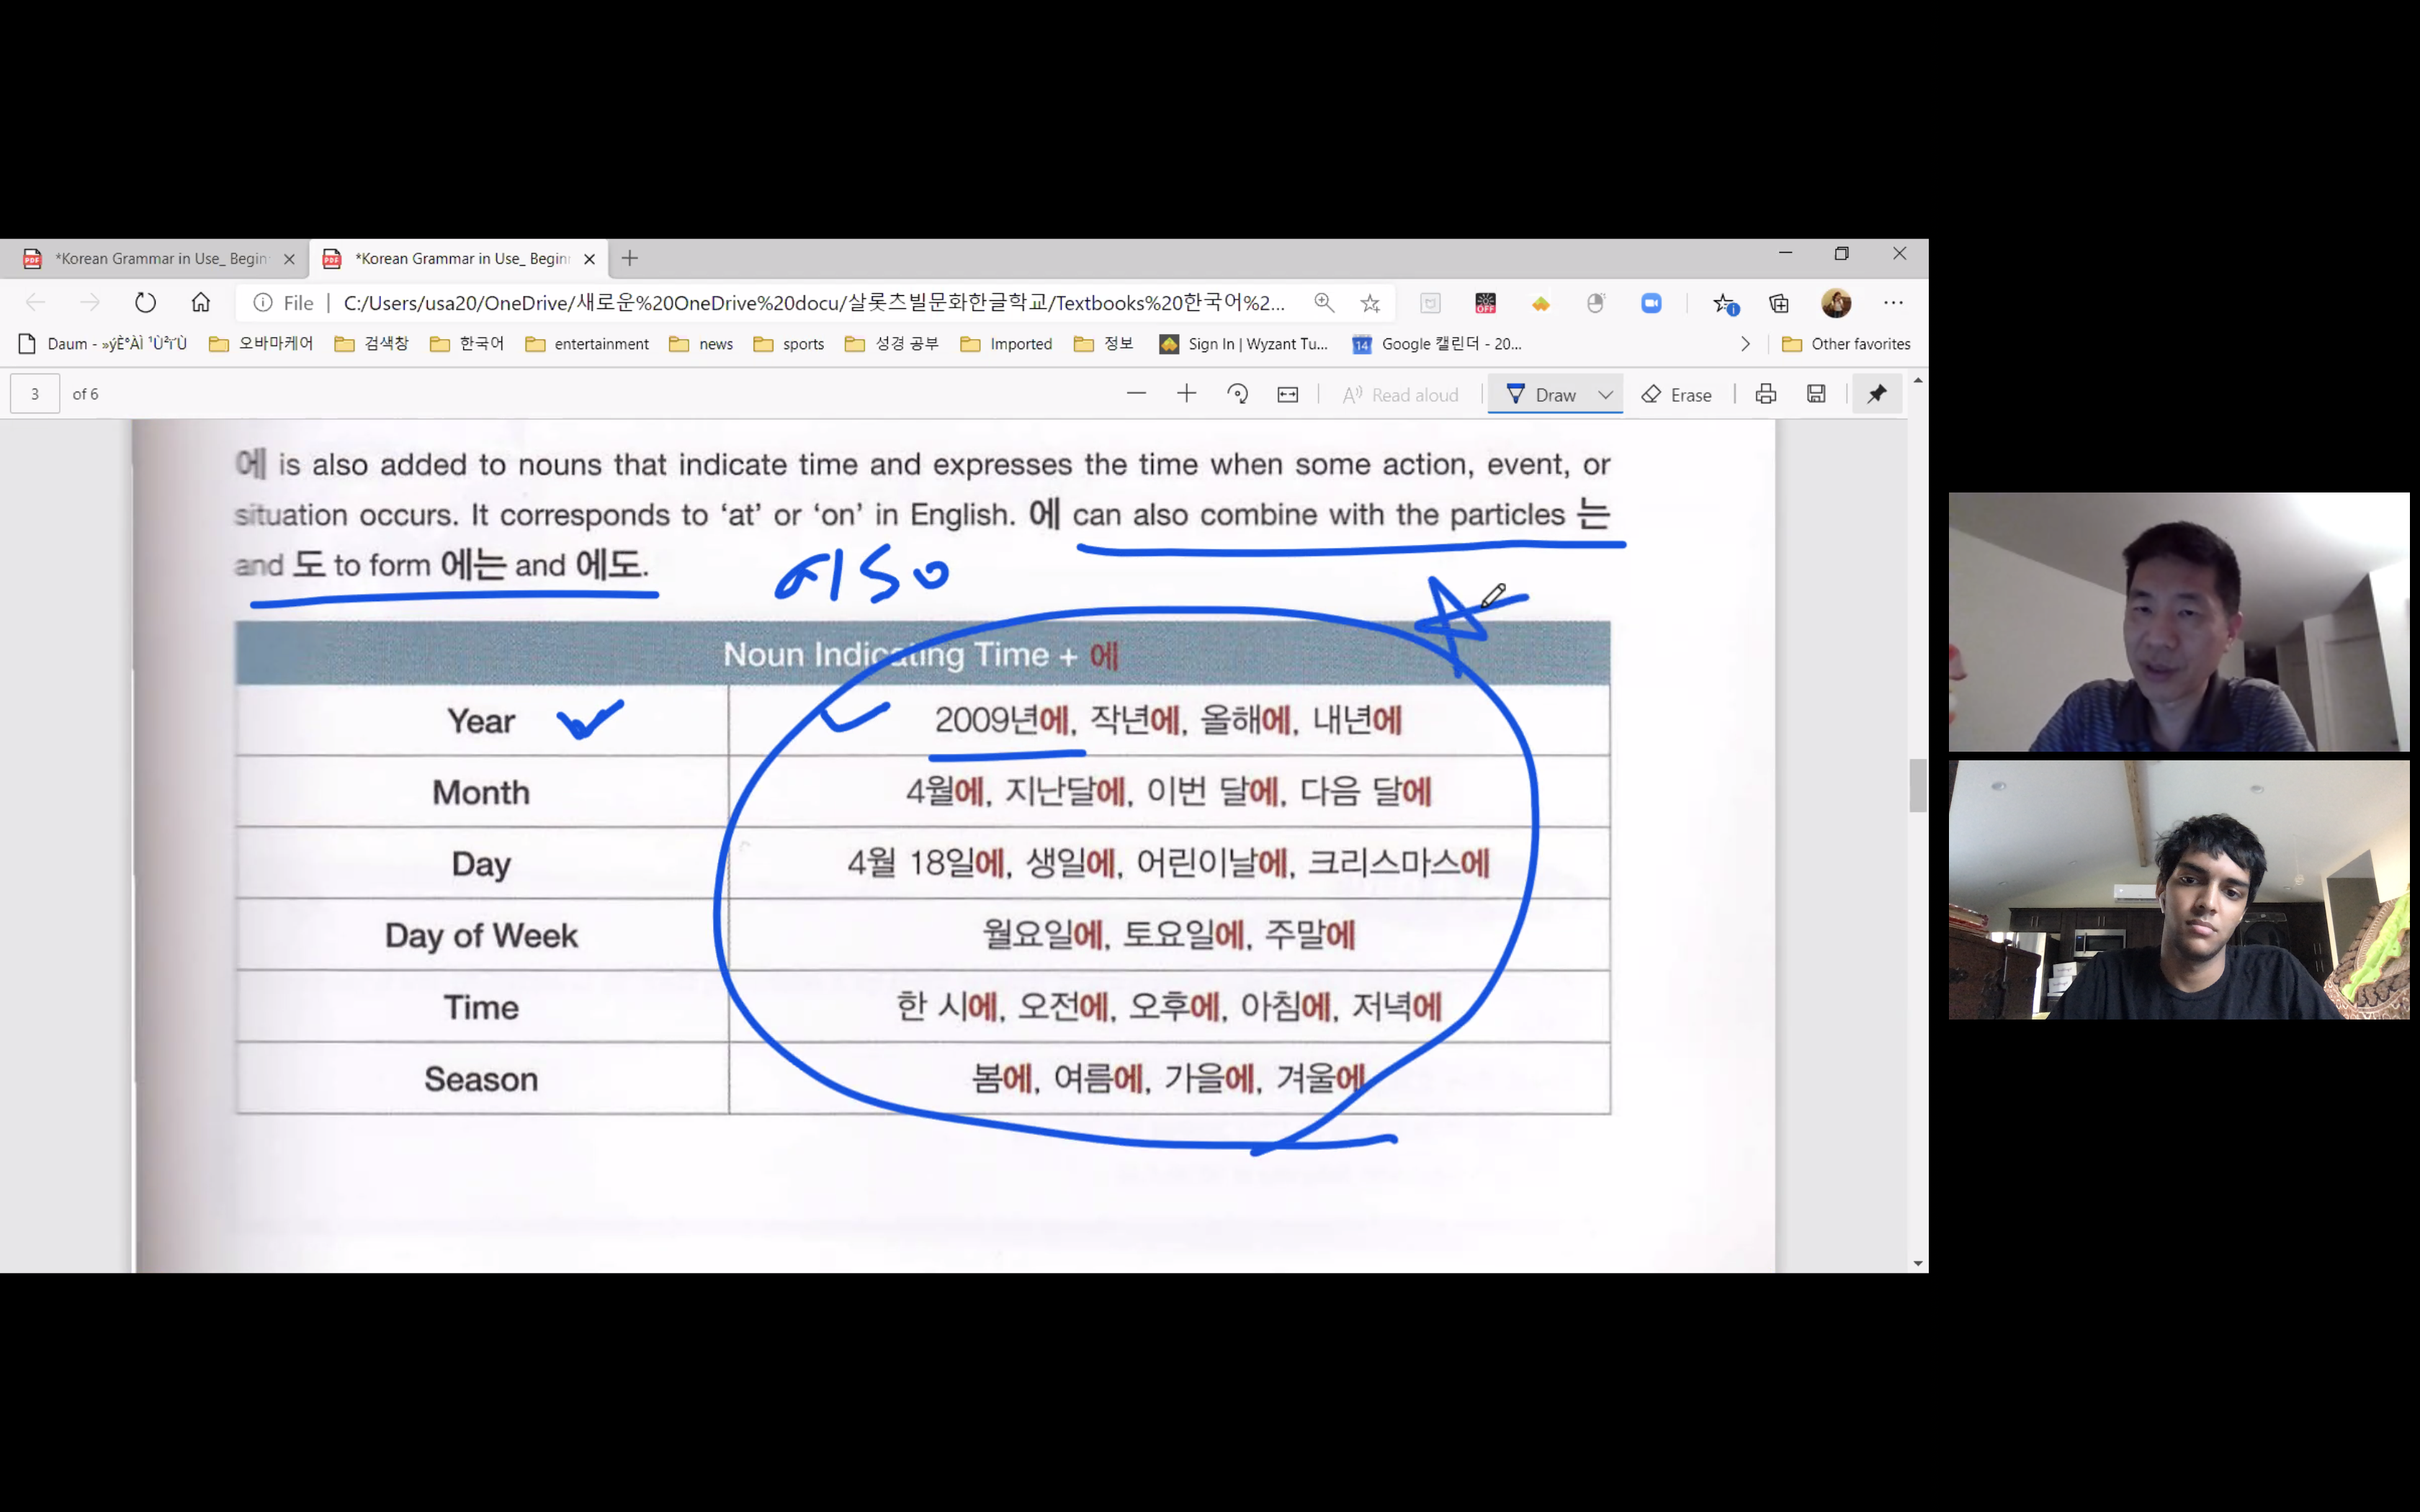 *Korean Grammar in Use_ Begin
*Korean Grammar in Use_ Begin
File | C:/Users/usa20/OneDrive/새로운%20OneDrive%20docu/살롯츠빌문화한글학교/Textbooks%20한국어%2...
OFF
Daum - »ýÈ°ÀÌ ¹Ù²ï´Ù 오바마케어 검색창 한국어 entertainment news sports 성경 공부 Imported 정보 Sign In | Wyzant Tu... 14 Google 캘린더 - 20... Other favorites
3 of 6 Read aloud Draw Erase
에 is also added to nouns that indicate time and expresses the time when some action, event, or
situation occurs. It corresponds to ‘at’ or ‘on’ in English. 에 can also combine with the particles 는
and 도 to form 에는 and 에도.
also
Noun Indicating Time + 에
Year 2009년에, 작년에, 올해에, 내년에
Month 4월에, 지난달에, 이번 달에, 다음 달에
Day 4월 18일에, 생일에, 어린이날에, 크리스마스에
Day of Week 월요일에, 토요일에, 주말에
Time 한 시에, 오전에, 오후에, 아침에, 저녁에
Season 봄에, 여름에, 가을에, 겨울에